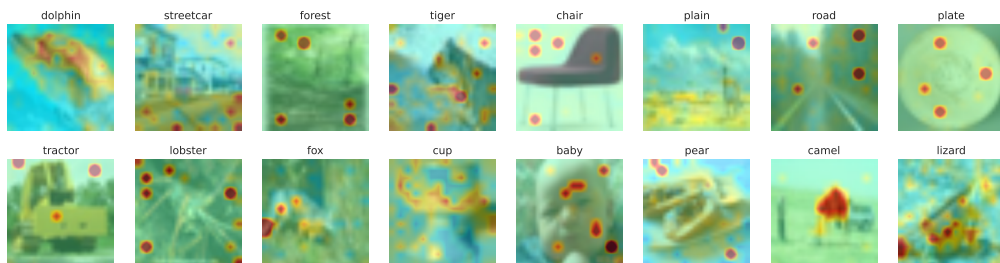 dolphin streetcar forest tiger chair plain road plate
tractor lobster fox cup baby pear camel lizard